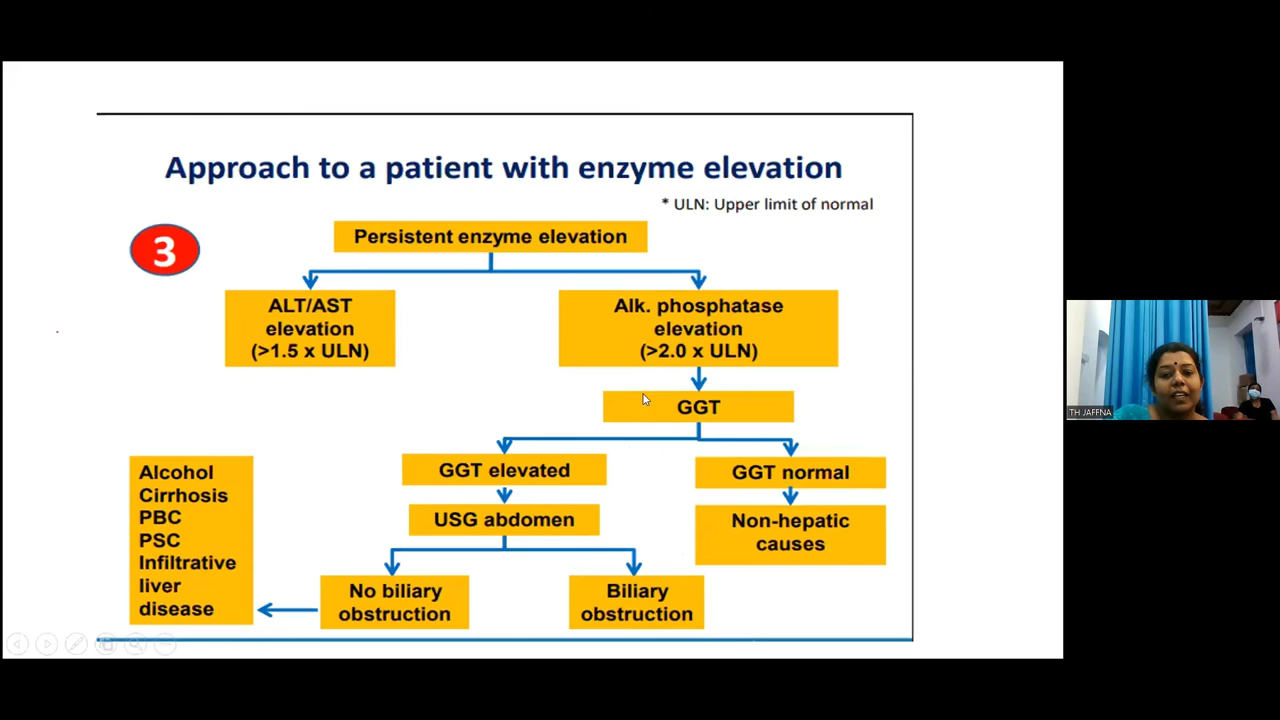 Approach to a patient with enzyme elevation
* ULN: Upper limit of normal
3
Persistent enzyme elevation
ALT/AST
elevation
(>1.5 x ULN)
Alk. phosphatase
elevation
(>2.0 x ULN)
GGT
GGT elevated
GGT normal
USG abdomen
Non-hepatic
causes
No biliary
obstruction
Biliary
obstruction
Alcohol
Cirrhosis
PBC
PSC
Infiltrative
liver
disease
TH JAFFNA